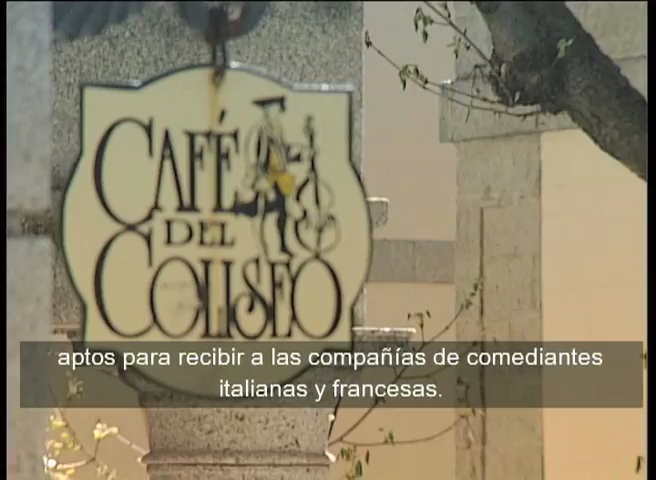 CAFÉ
DEL
COLISEO
aptos para recibir a las compañías de comediantes
italianas y francesas.